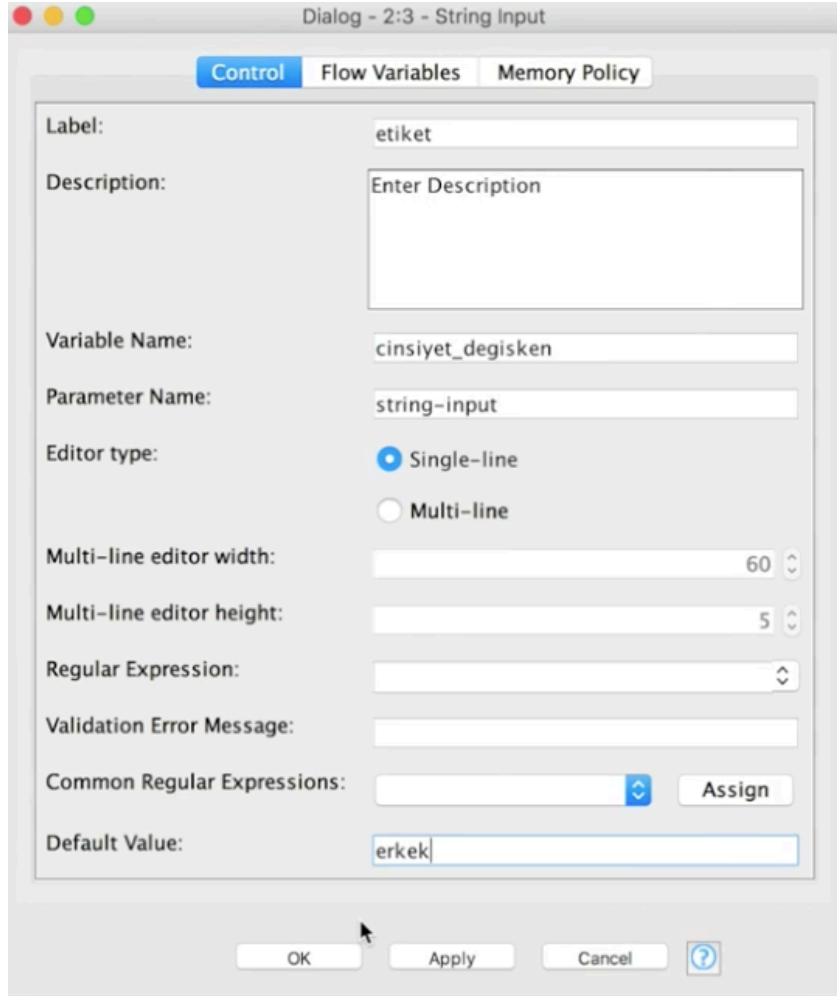 Dialog - 2:3 - String Input
Control Flow Variables Memory Policy
Label: etiket
Description: Enter Description
Variable Name: cinsiyet_degisken
Parameter Name: string-input
Editor type: Single-line
Multi-line
Multi-line editor width: 60
Multi-line editor height: 5
Regular Expression:
Validation Error Message:
Common Regular Expressions: Assign
Default Value: erkek
OK Apply Cancel ?